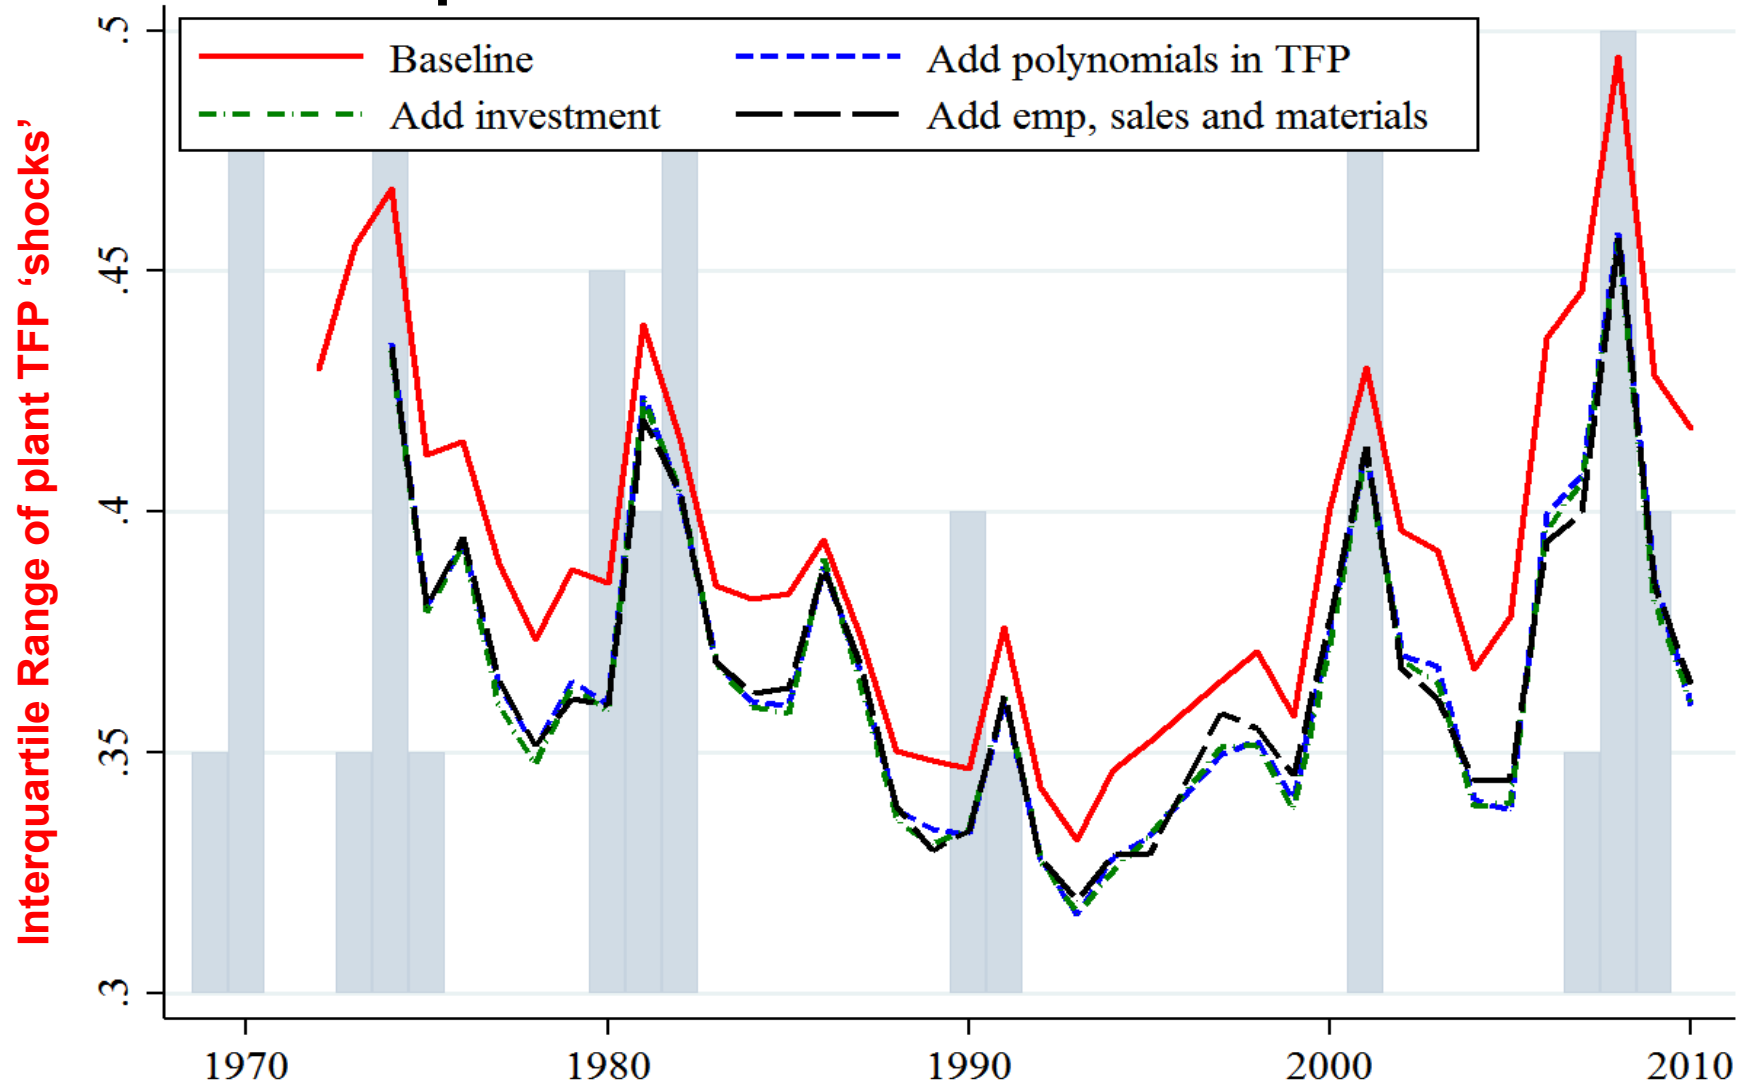 Baseline
Add polynomials in TFP
Add investment
Add emp, sales and materials
Interquartile Range of plant TFP ‘shocks’
.5
.45
.4
.35
.3
1970
1980
1990
2000
2010